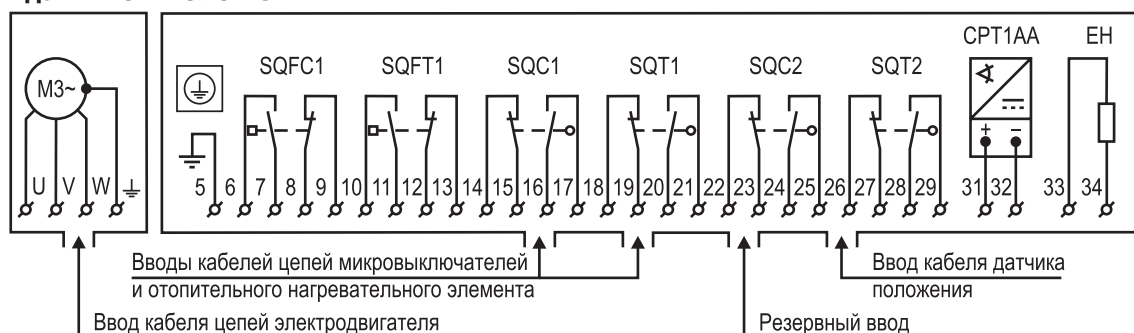 CPT1AA EH
SQFC1 SQFT1 SQC1 SQT1 SQC2 SQT2
M3~
+ −
U V W 5 6 7 8 9 10 11 12 13 14 15 16 17 18 19 20 21 22 23 24 25 26 27 28 29 31 32 33 34
Вводы кабелей цепей микровыключателей
и отопительного нагревательного элемента
Ввод кабеля датчика
положения
Ввод кабеля цепей электродвигателя
Резервный ввод